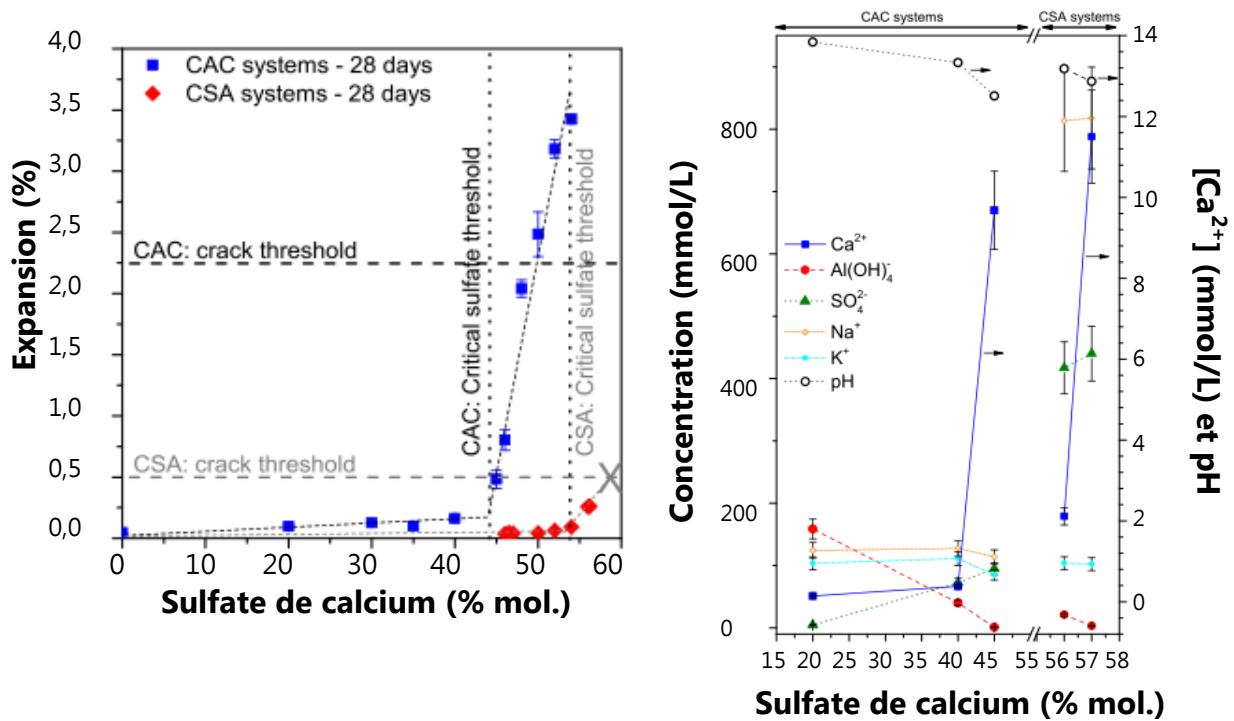 4,0
3,5
3,0
2,5
2,0
1,5
1,0
0,5
0,0
Expansion (%)
CAC systems - 28 days
CSA systems - 28 days
CAC: crack threshold
CSA: crack threshold
CAC: Critical sulfate threshold
CSA: Critical sulfate threshold
0 10 20 30 40 50 60
Sulfate de calcium (% mol.)
CAC systems CSA systems
800
600
400
200
0
Concentration (mmol/L)
Ca²⁺
Al(OH)₄⁻
SO₄²⁻
Na⁺
K⁺
pH
14
12
10
8
6
4
2
0
[Ca²⁺] (mmol/L) et pH
15 20 25 30 35 40 45 55 56 57 58
Sulfate de calcium (% mol.)